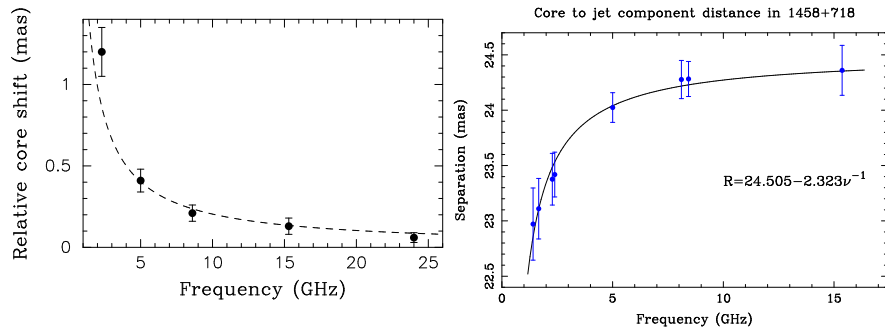 Relative core shift (mas)
1
0.5
0
5
10
15
20
25
Frequency (GHz)
Core to jet component distance in 1458+718
Separation (mas)
24.5
24
23.5
23
22.5
R=24.505−2.323ν⁻¹
0
5
10
15
Frequency (GHz)